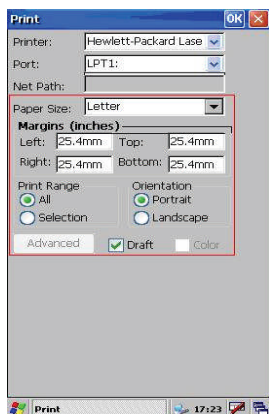 Print OK
Printer: Hewlett-Packard Lase
Port: LPT1:
Net Path:
Paper Size: Letter
Margins (inches)
Left: 25.4mm Top: 25.4mm
Right: 25.4mm Bottom: 25.4mm
Print Range Orientation
All Portrait
Selection Landscape
Advanced Draft Color
Print 17:23